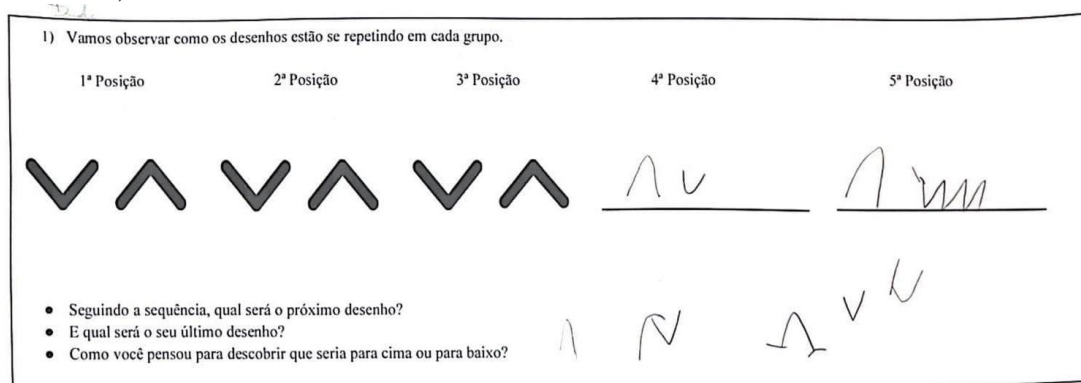 1) Vamos observar como os desenhos estão se repetindo em cada grupo.
1ª Posição 2ª Posição 3ª Posição 4ª Posição 5ª Posição
• Seguindo a sequência, qual será o próximo desenho?
• E qual será o seu último desenho?
• Como você pensou para descobrir que seria para cima ou para baixo?